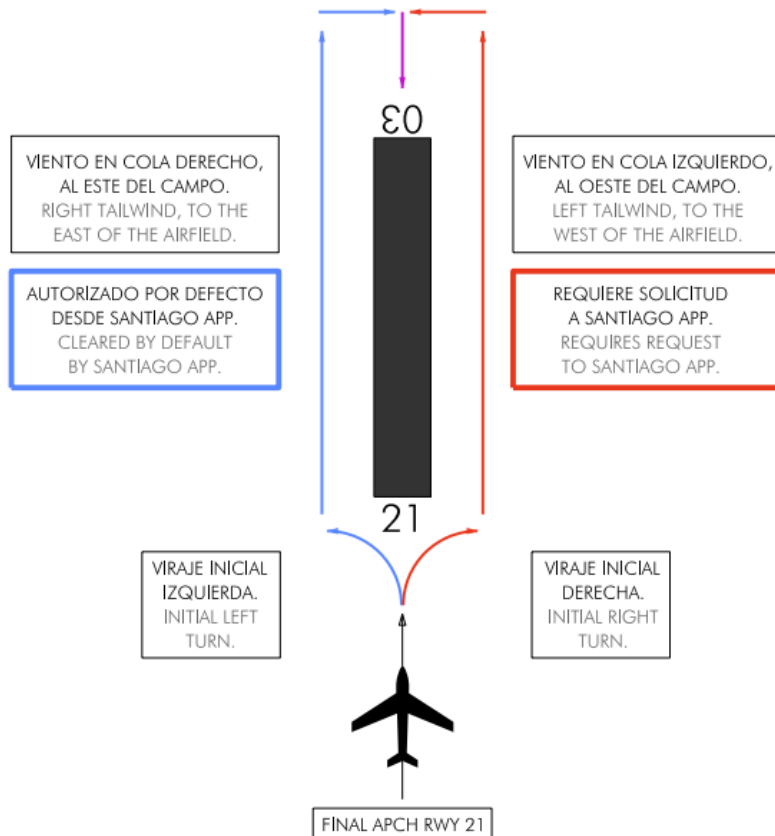 03
VIENTO EN COLA DERECHO,
AL ESTE DEL CAMPO.
RIGHT TAILWIND, TO THE
EAST OF THE AIRFIELD.
VIENTO EN COLA IZQUIERDO,
AL OESTE DEL CAMPO.
LEFT TAILWIND, TO THE
WEST OF THE AIRFIELD.
AUTORIZADO POR DEFECTO
DESDE SANTIAGO APP.
CLEARED BY DEFAULT
BY SANTIAGO APP.
REQUIERE SOLICITUD
A SANTIAGO APP.
REQUIRES REQUEST
TO SANTIAGO APP.
21
VIRAJE INICIAL
IZQUIERDA.
INITIAL LEFT
TURN.
VIRAJE INICIAL
DERECHA.
INITIAL RIGHT
TURN.
FINAL APCH RWY 21